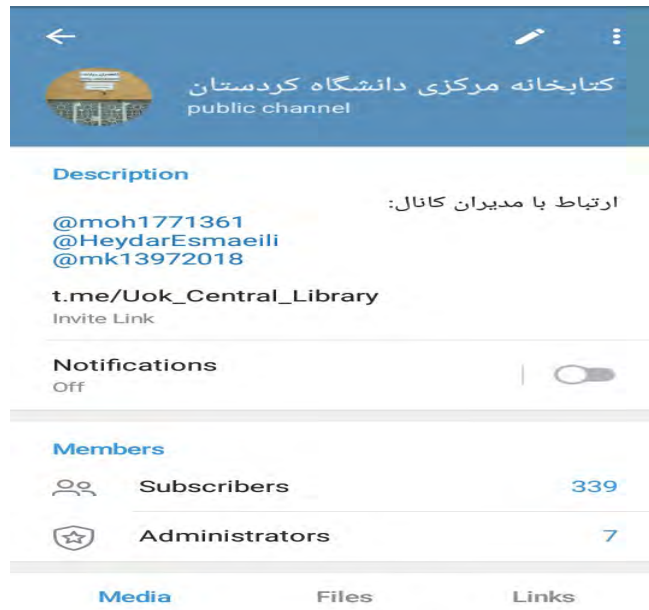 کتابخانه مرکزی دانشگاه کردستان
public channel
Description
ارتباط با مدیران کانال:
@moh1771361
@HeydarEsmaeili
@mk13972018
t.me/Uok_Central_Library
Invite Link
Notifications
Off
Members
Subscribers 339
Administrators 7
Media Files Links